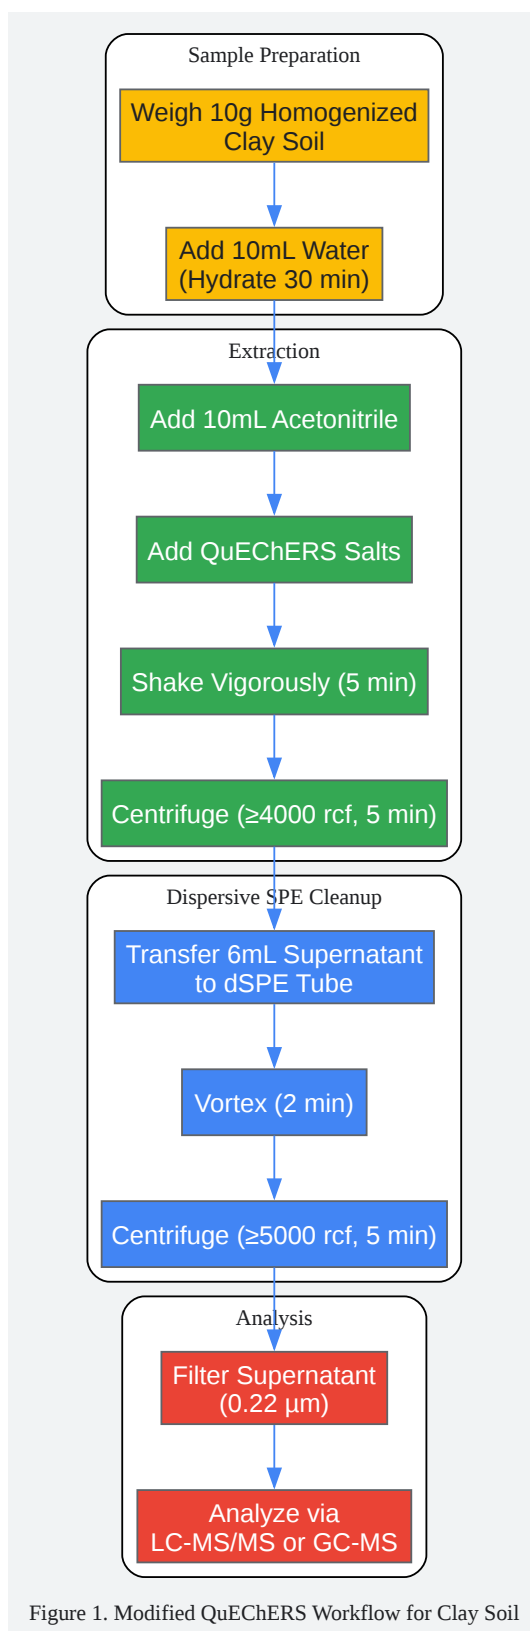 Sample Preparation
Weigh 10g Homogenized
Clay Soil
Add 10mL Water
(Hydrate 30 min)
Extraction
Add 10mL Acetonitrile
Add QuEChERS Salts
Shake Vigorously (5 min)
Centrifuge (≥4000 rcf, 5 min)
Dispersive SPE Cleanup
Transfer 6mL Supernatant
to dSPE Tube
Vortex (2 min)
Centrifuge (≥5000 rcf, 5 min)
Analysis
Filter Supernatant
(0.22 µm)
Analyze via
LC-MS/MS or GC-MS
Figure 1. Modified QuEChERS Workflow for Clay Soil